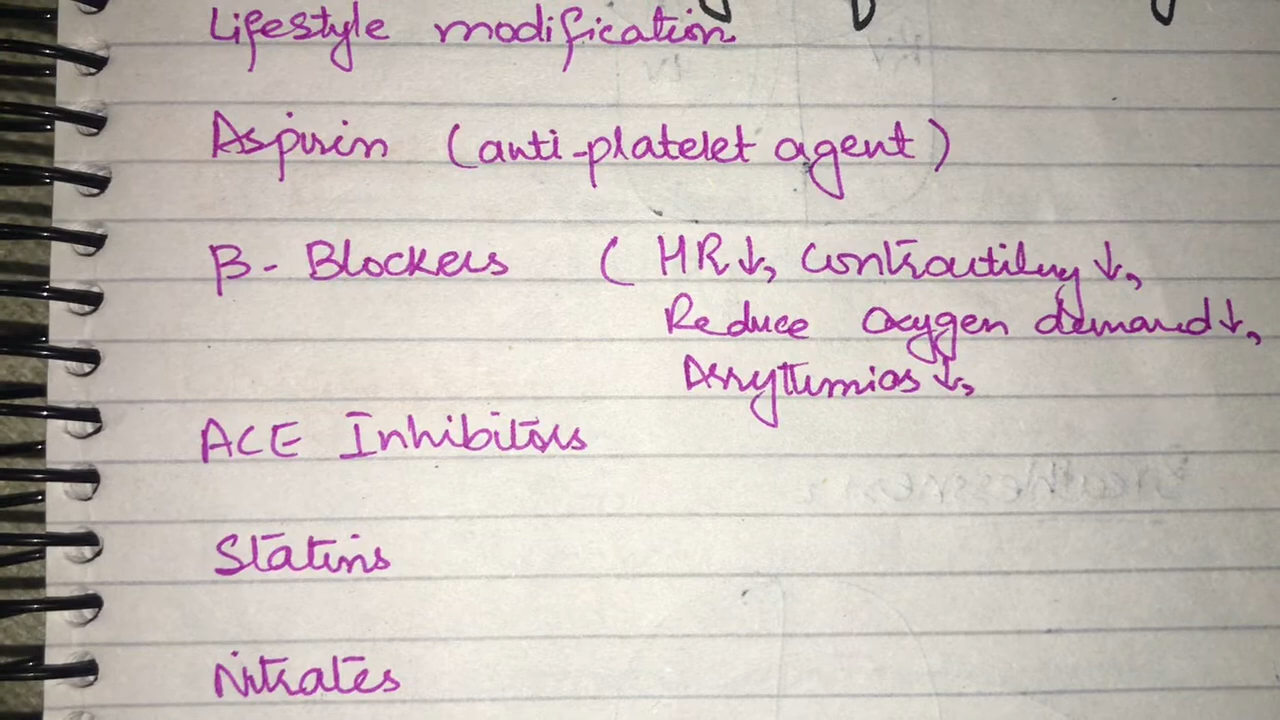 Lifestyle modification
Aspirin (anti-platelet agent)
β- Blockers ( HR↓, Contractility↓,
Reduce oxygen demand↓,
Arrythmias↓,
ACE Inhibitors
Statins
Nitrates